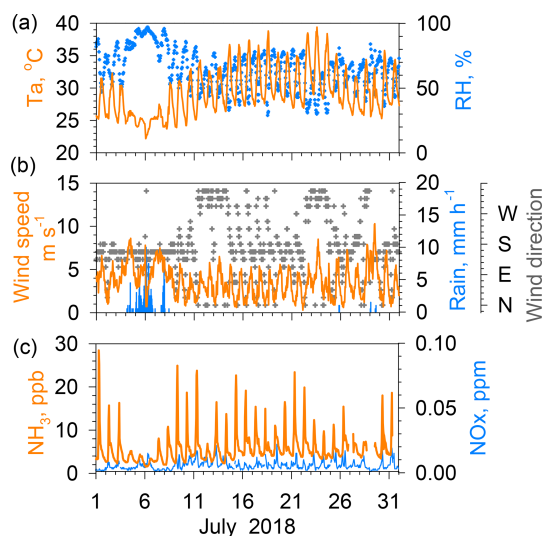 (a)
40
35
30
25
20
Ta, °C
100
50
0
RH, %
(b)
15
10
5
0
Wind speed
m s⁻¹
20
15
10
5
0
Rain, mm h⁻¹
W
S
E
N
Wind direction
(c)
30
20
10
0
NH₃, ppb
0.10
0.05
0.00
NOx, ppm
1 6 11 16 21 26 31
July 2018